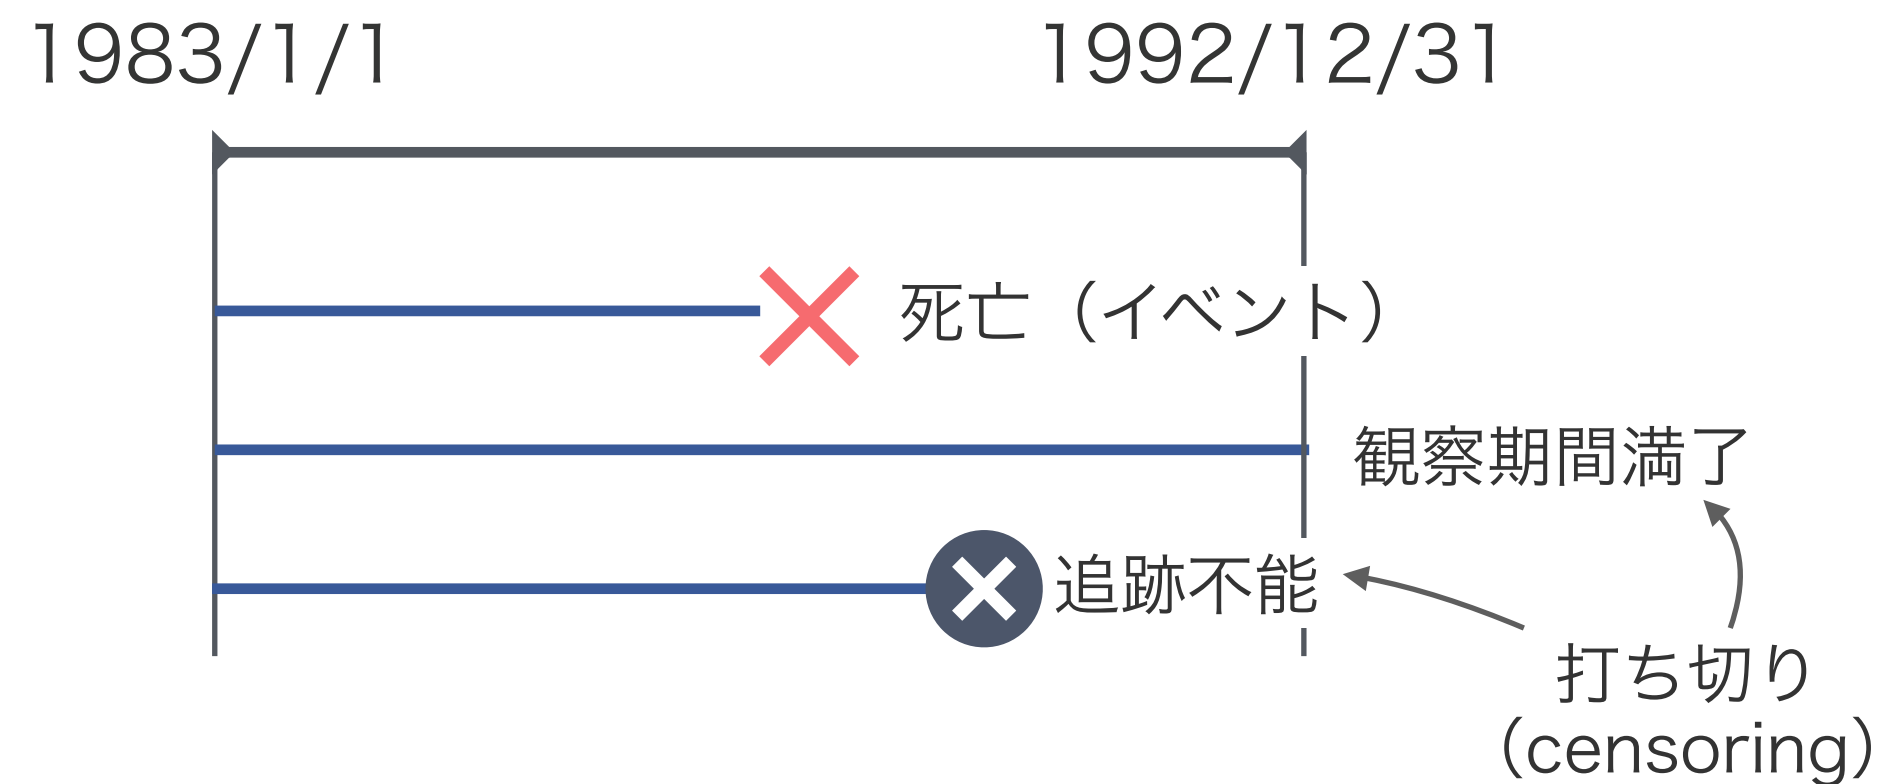 1983/1/1
1992/12/31
死亡（イベント）
観察期間満了
追跡不能
打ち切り
（censoring）